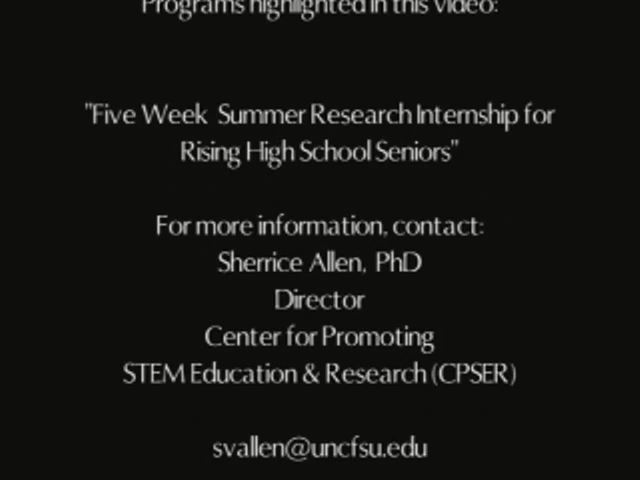 Programs highlighted in this video:
"Five Week Summer Research Internship for
Rising High School Seniors"
For more information, contact:
Sherrice Allen, PhD
Director
Center for Promoting
STEM Education & Research (CPSER)
svallen@uncfsu.edu